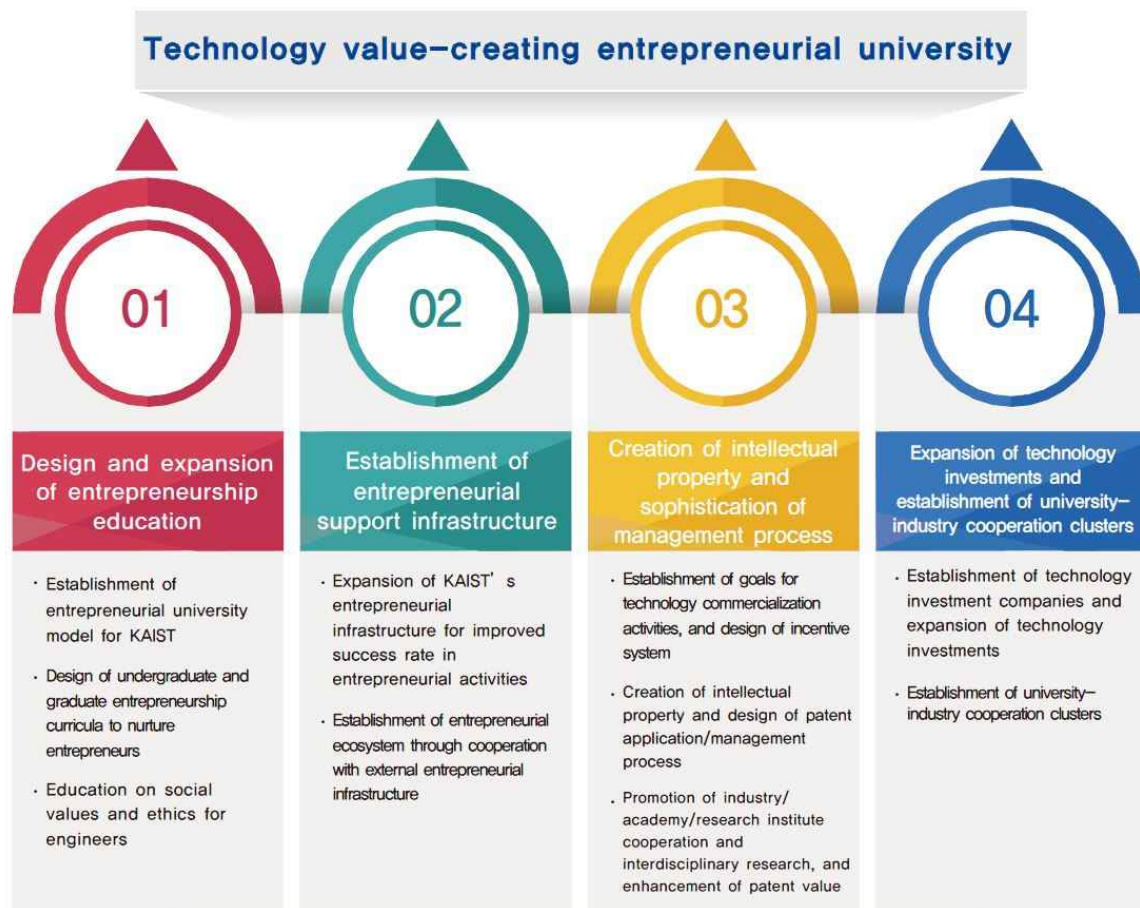 Technology value-creating entrepreneurial university
01
Design and expansion
of entrepreneurship
education
· Establishment of
entrepreneurial university
model for KAIST
· Design of undergraduate and
graduate entrepreneurship
curricula to nurture
entrepreneurs
· Education on social
values and ethics for
engineers
02
Establishment of
entrepreneurial
support infrastructure
· Expansion of KAIST's
entrepreneurial
infrastructure for improved
success rate in
entrepreneurial activities
· Establishment of entrepreneurial
ecosystem through cooperation
with external entrepreneurial
infrastructure
03
Creation of intellectual
property and
sophistication of
management process
· Establishment of goals for
technology commercialization
activities, and design of incentive
system
· Creation of intellectual
property and design of patent
application/management
process
· Promotion of industry/
academy/research institute
cooperation and
interdisciplinary research, and
enhancement of patent value
04
Expansion of technology
investments and
establishment of university-
industry cooperation clusters
· Establishment of technology
investment companies and
expansion of technology
investments
· Establishment of university-
industry cooperation clusters